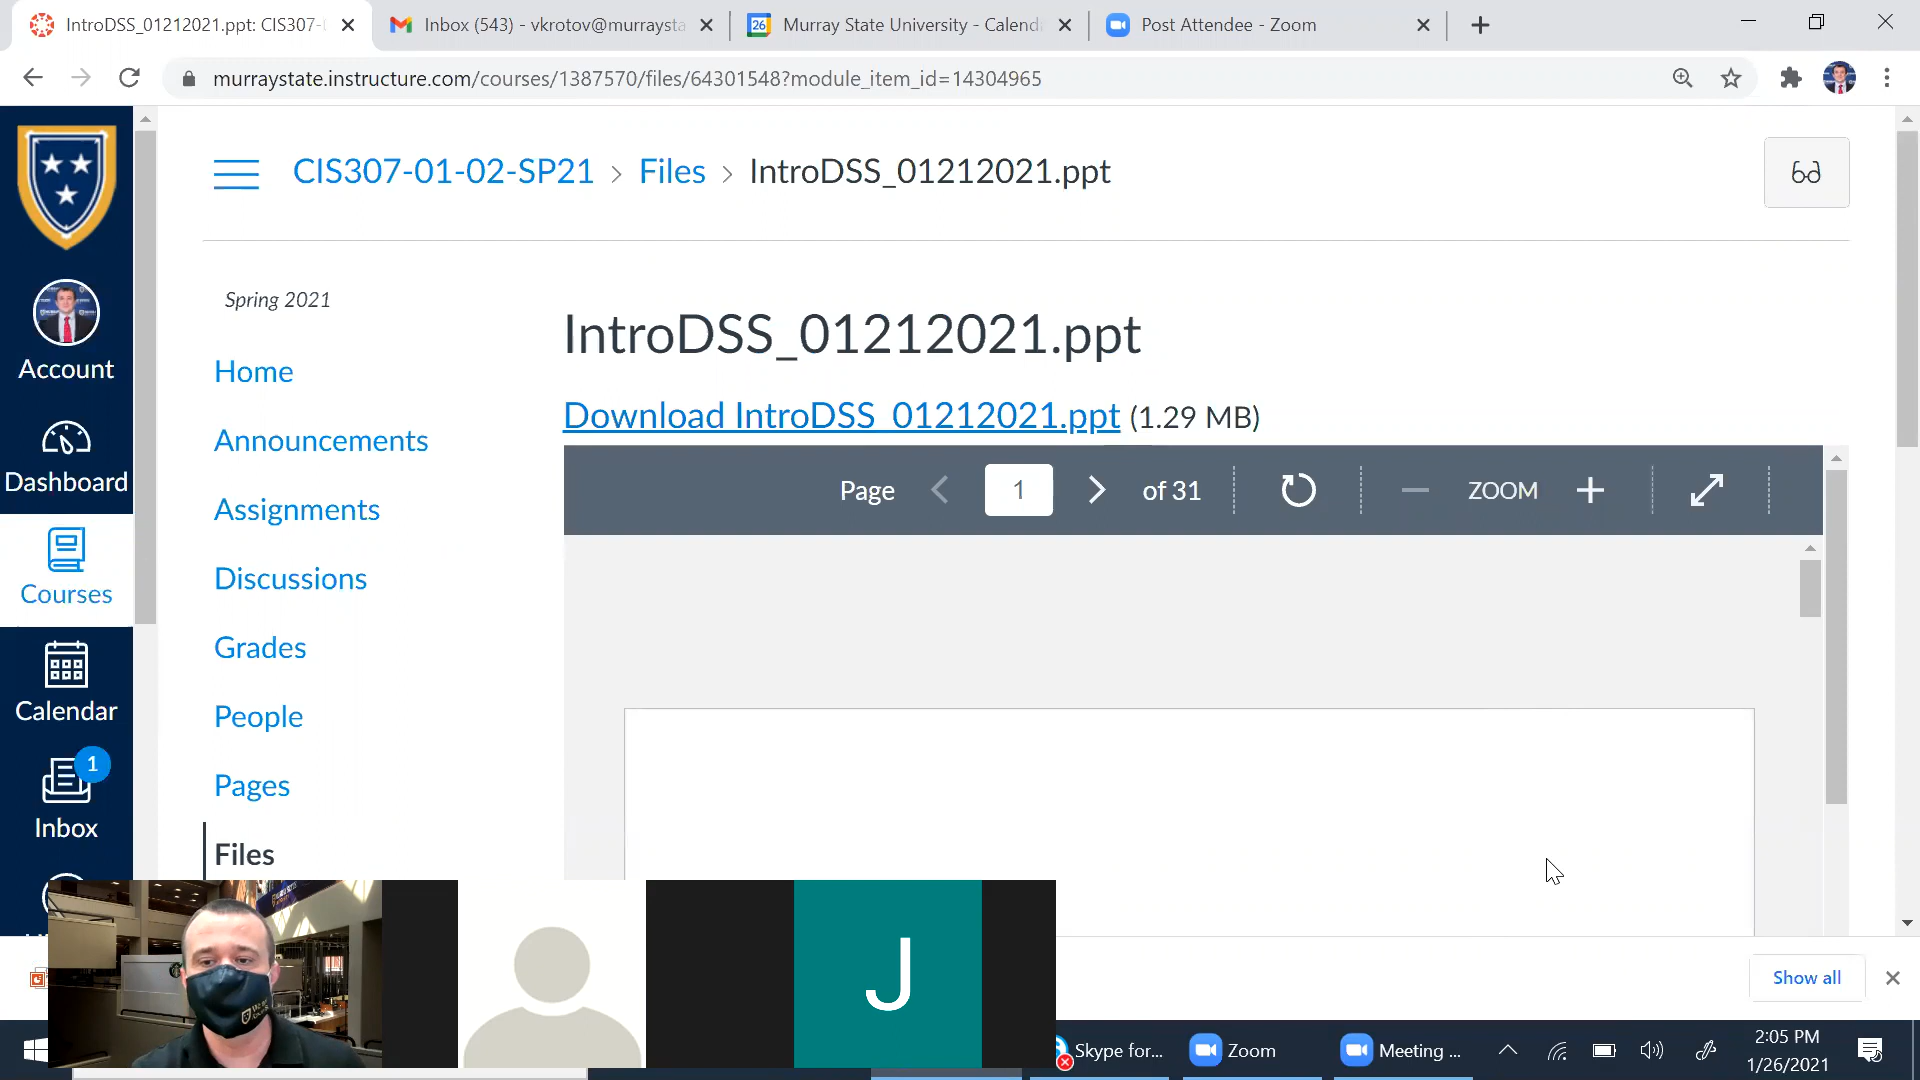 IntroDSS_01212021.ppt: CIS307-
Inbox (543) - vkrotov@murraysta
26
Murray State University - Calend
Post Attendee - Zoom
murraystate.instructure.com/courses/1387570/files/64301548?module_item_id=14304965
CIS307-01-02-SP21 > Files > IntroDSS_01212021.ppt
Account
Dashboard
Courses
Calendar
1
Inbox
Spring 2021
Home
Announcements
Assignments
Discussions
Grades
People
Pages
Files
IntroDSS_01212021.ppt
Download IntroDSS_01212021.ppt (1.29 MB)
Page 1 of 31 ZOOM
J
Show all
Skype for...
Zoom
Meeting ...
2:05 PM
1/26/2021